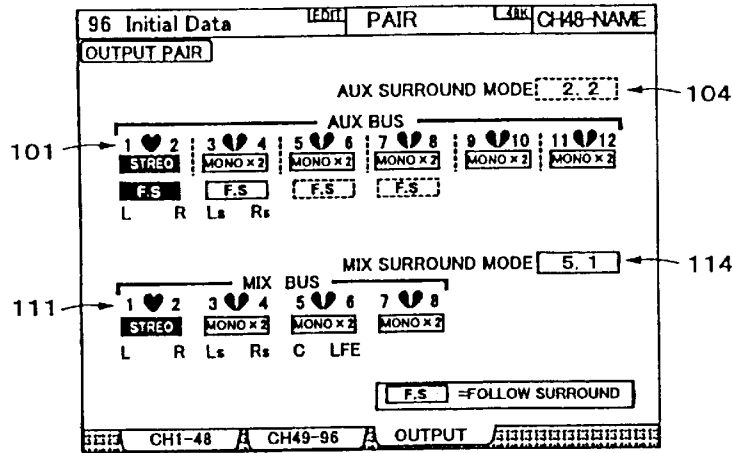 96 Initial Data EDIT PAIR 48K CH48-NAME
OUTPUT PAIR
AUX SURROUND MODE 2. 2 104
AUX BUS
101 1 2 3 4 5 6 7 8 9 10 11 12
STREO MONO×2 MONO×2 MONO×2 MONO×2 MONO×2
F.S F.S F.S F.S
L R Ls Rs
MIX SURROUND MODE 5. 1 114
MIX BUS
111 1 2 3 4 5 6 7 8
STREO MONO×2 MONO×2 MONO×2
L R Ls Rs C LFE
F.S =FOLLOW SURROUND
CH1-48 CH49-96 OUTPUT